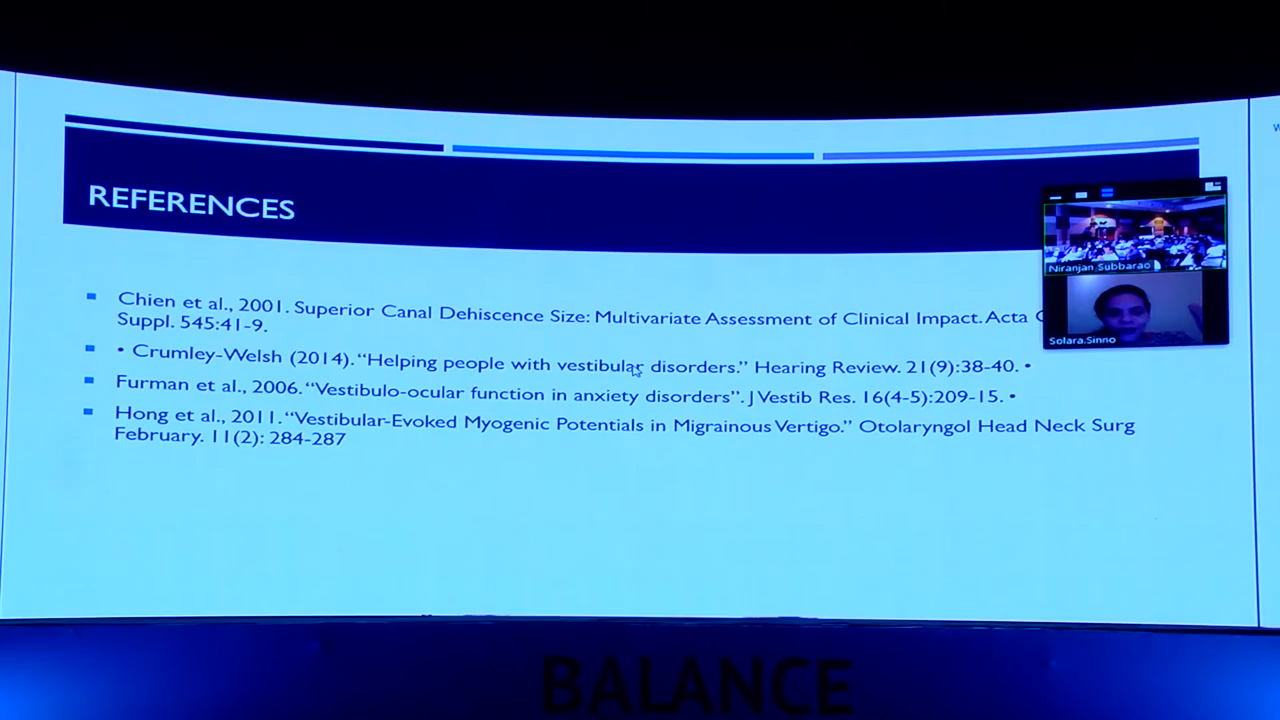 REFERENCES
Chien et al., 2001. Superior Canal Dehiscence Size: Multivariate Assessment of Clinical Impact. Acta
Suppl. 545:41-9.
• Crumley-Welsh (2014). “Helping people with vestibular disorders.” Hearing Review. 21(9):38-40. •
Furman et al., 2006. “Vestibulo-ocular function in anxiety disorders”. J Vestib Res. 16(4-5):209-15. •
Hong et al., 2011. “Vestibular-Evoked Myogenic Potentials in Migrainous Vertigo.” Otolaryngol Head Neck Surg
February. 11(2): 284-287
Niranjan Subbarao
Solara.Sinno
BALANCE